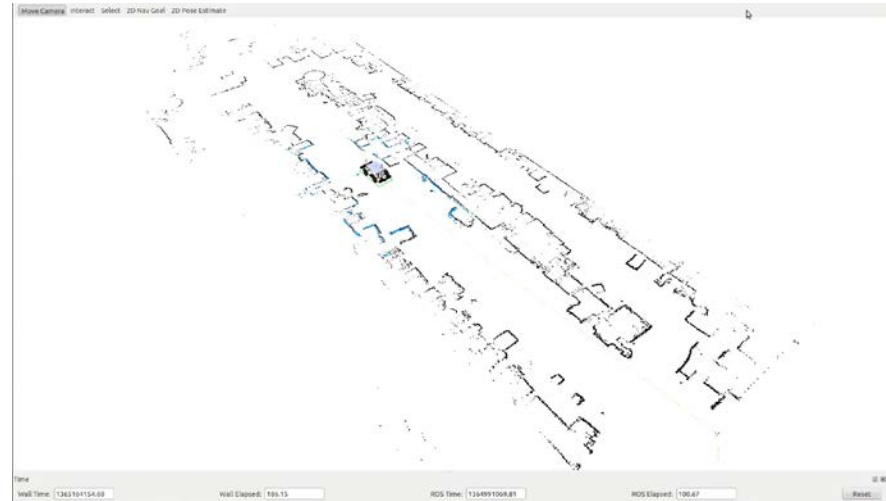 Move Camera Interact Select 2D Nav Goal 2D Pose Estimate
Time
Wall Time: 1365104154.60 Wall Elapsed: 186.15 ROS Time: 1364991069.81 ROS Elapsed: 100.67 Reset